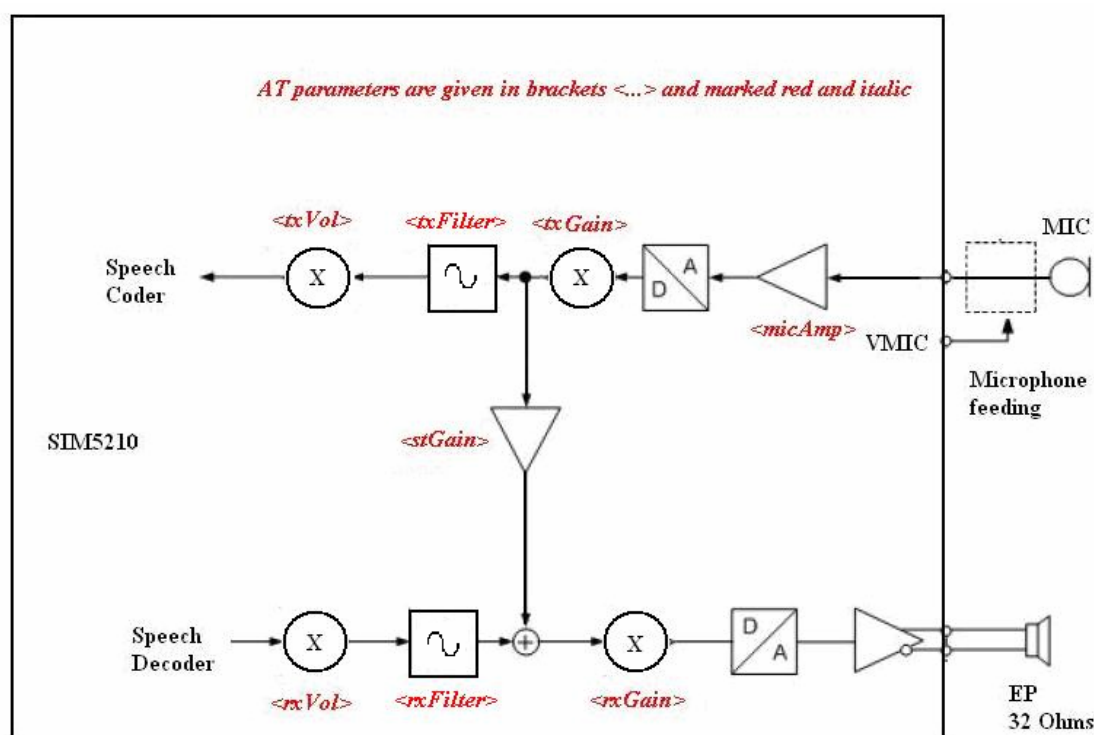 AT parameters are given in brackets <...> and marked red and italic
<txVol>
<txFilter>
<txGain>
MIC
Speech
Coder
X
X
A
D
<micAmp>
VMIC
Microphone
feeding
SIM5210
<stGain>
Speech
Decoder
X
X
D
A
<rxVol>
<rxFilter>
<rxGain>
EP
32 Ohms